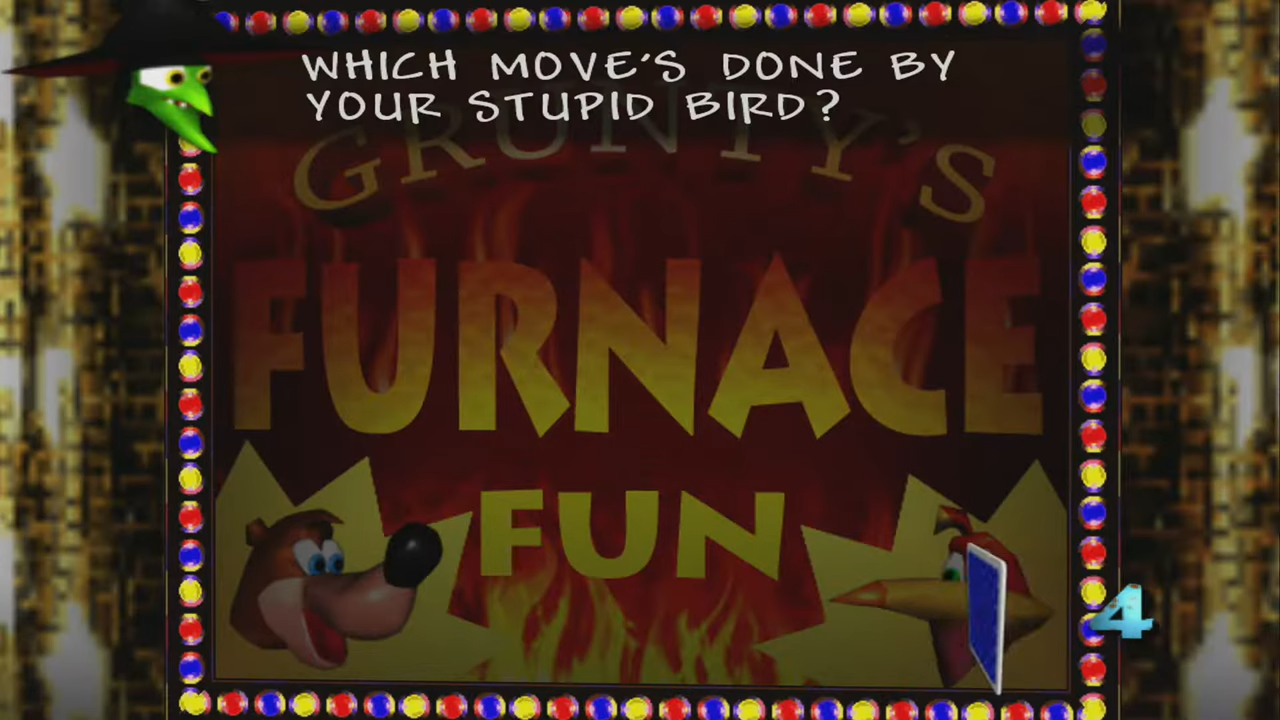 WHICH MOVE'S DONE BY
YOUR STUPID BIRD?
GRUNTY'S
FURNACE
FUN
4